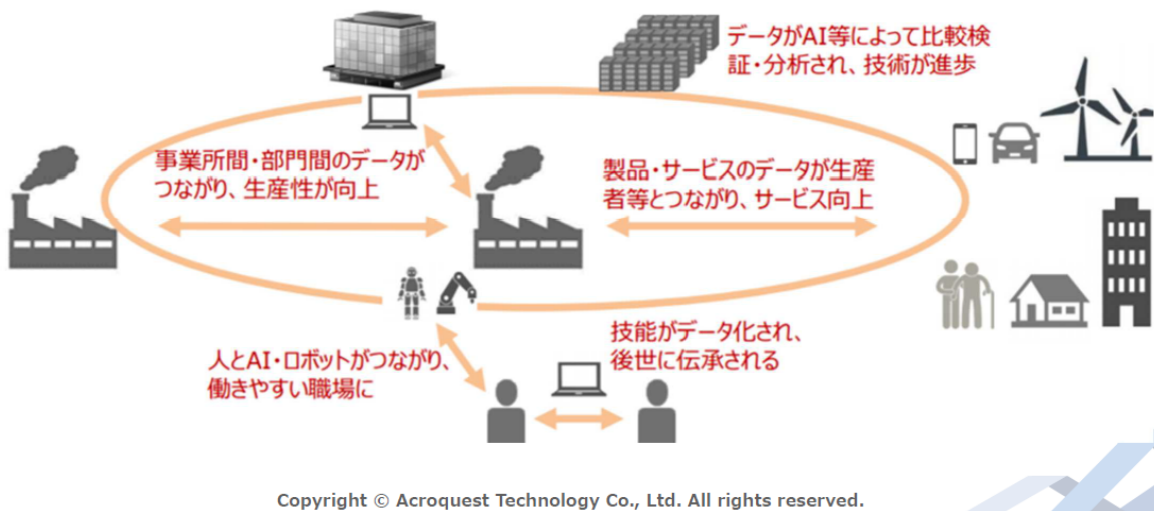 データがAI等によって比較検
証・分析され、技術が進歩
事業所間・部門間のデータが
つながり、生産性が向上
製品・サービスのデータが生産
者等とつながり、サービス向上
人とAI・ロボットがつながり、
働きやすい職場に
技能がデータ化され、
後世に伝承される
Copyright © Acroquest Technology Co., Ltd. All rights reserved.